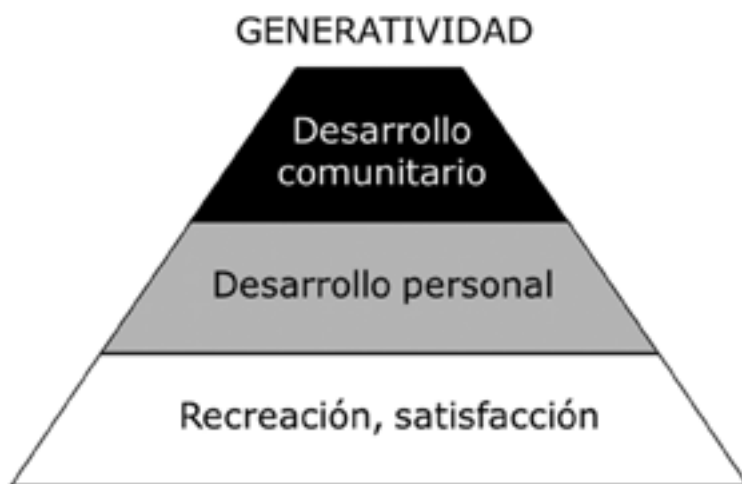 GENERATIVIDAD
Desarrollo
comunitario
Desarrollo personal
Recreación, satisfacción